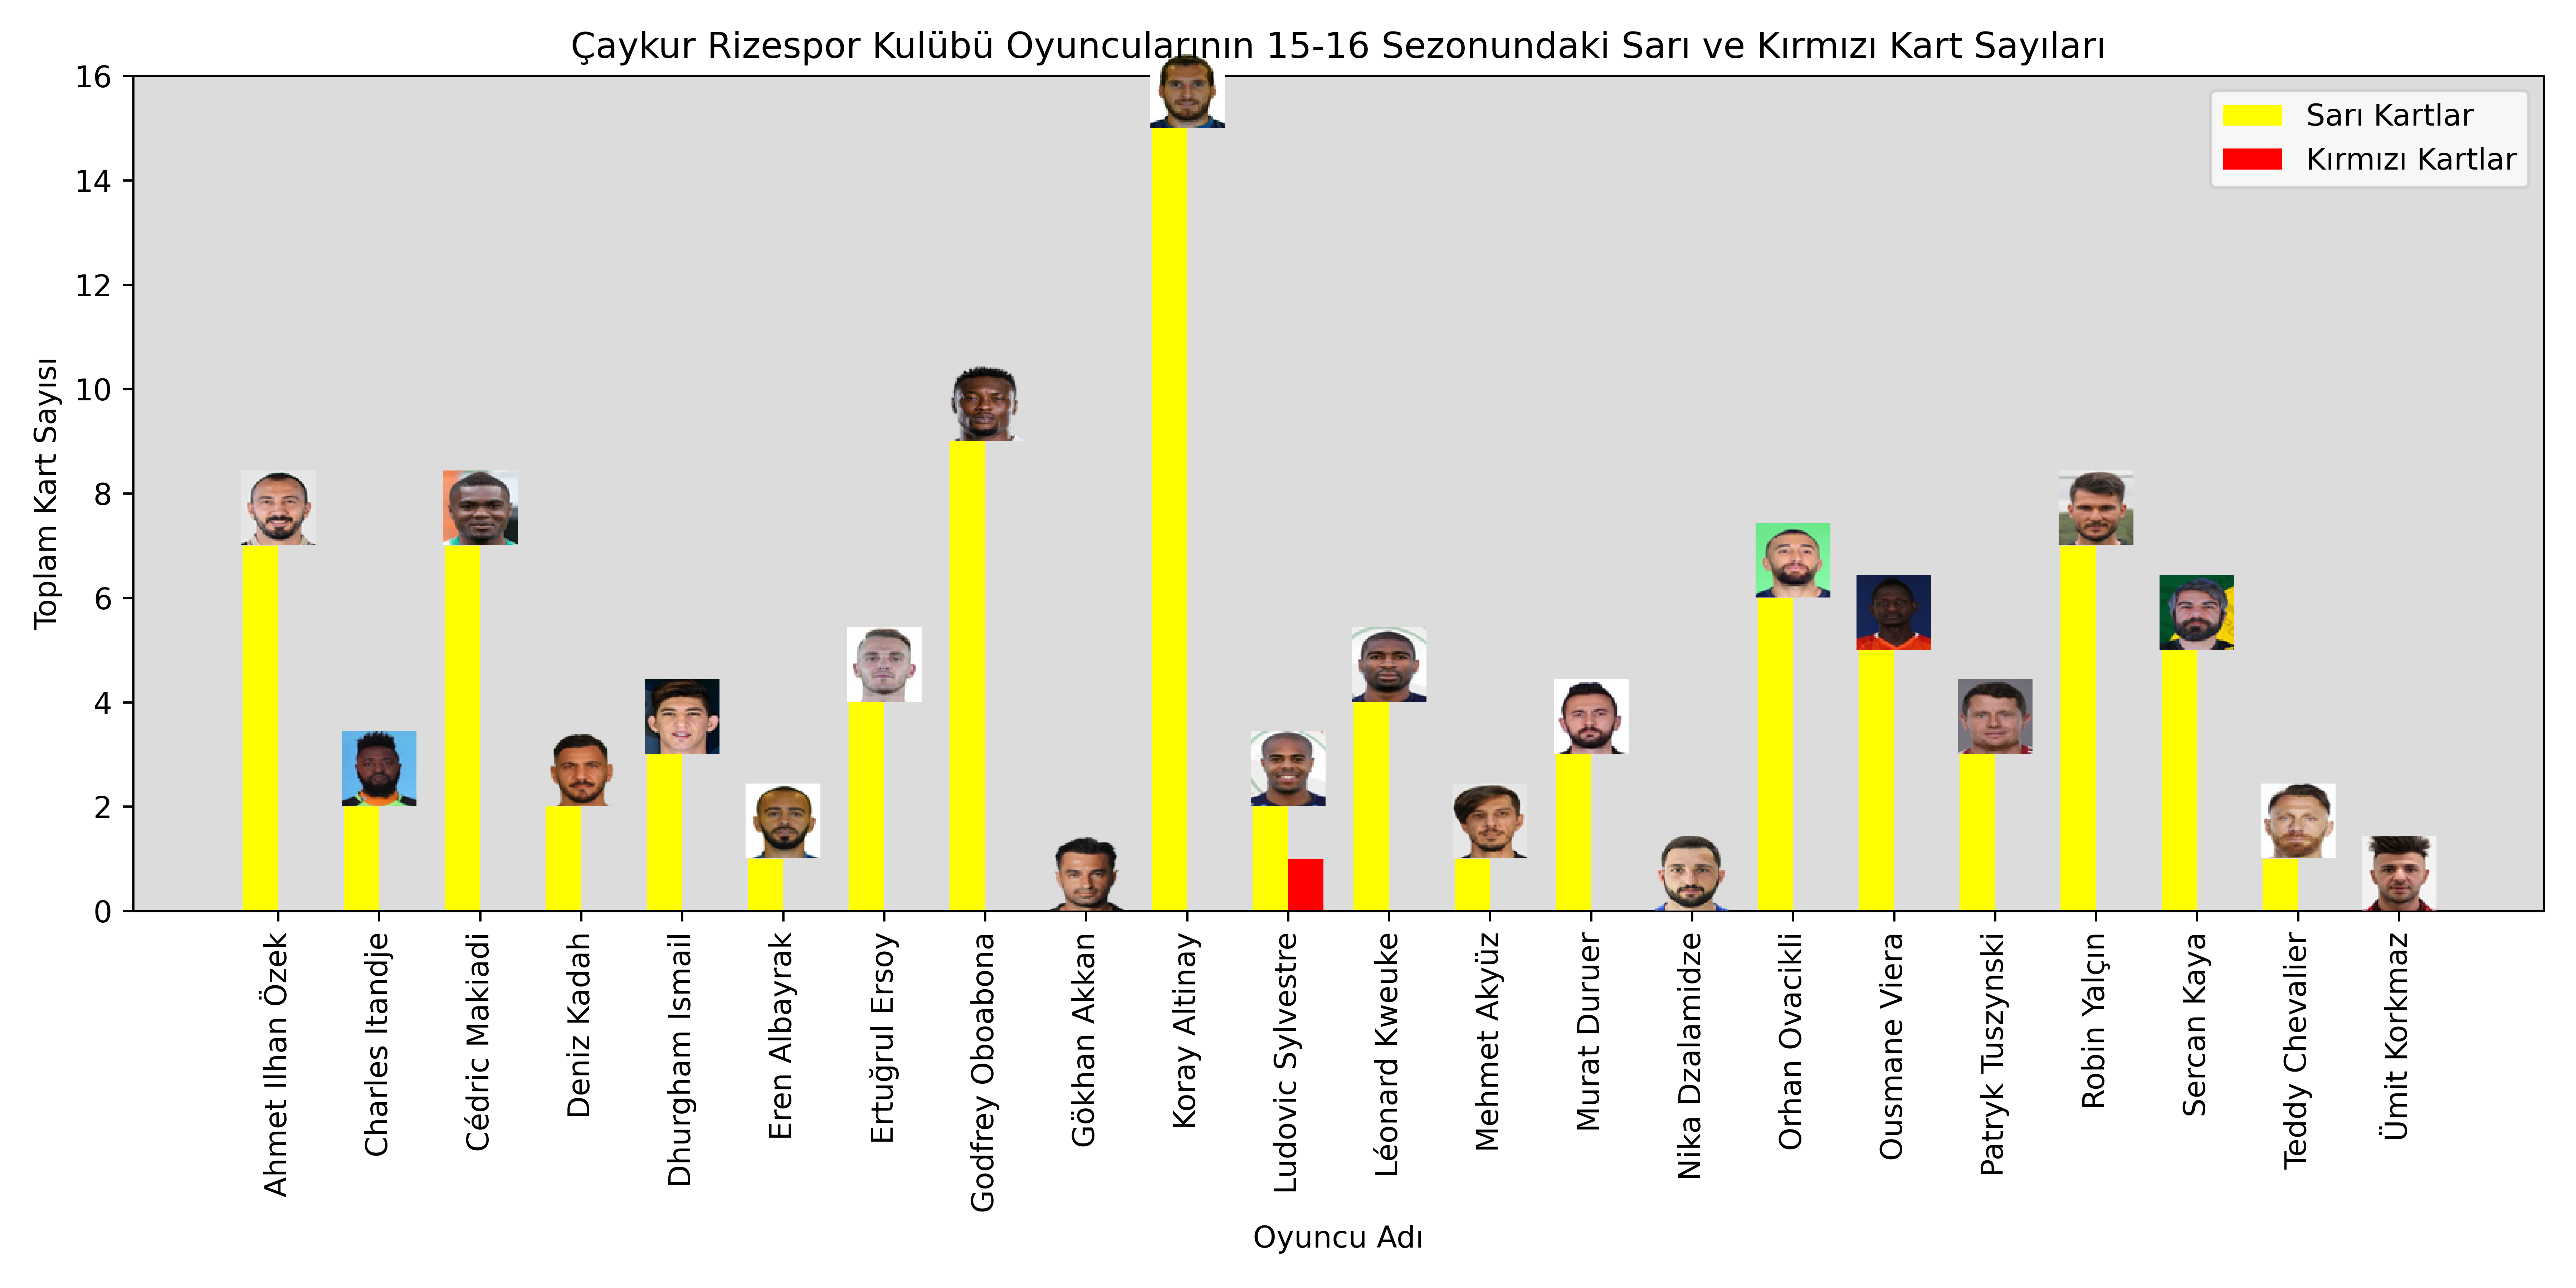 Çaykur Rizespor Kulübü Oyuncularının 15-16 Sezonundaki Sarı ve Kırmızı Kart Sayıları
Sarı Kartlar
Kırmızı Kartlar
Toplam Kart Sayısı
16
14
12
10
8
6
4
2
0
Ahmet Ilhan Özek
Charles Itandje
Cédric Makiadi
Deniz Kadah
Dhurgham Ismail
Eren Albayrak
Ertuğrul Ersoy
Godfrey Oboabona
Gökhan Akkan
Koray Altinay
Ludovic Sylvestre
Léonard Kweuke
Mehmet Akyüz
Murat Duruer
Nika Dzalamidze
Orhan Ovacikli
Ousmane Viera
Patryk Tuszynski
Robin Yalçın
Sercan Kaya
Teddy Chevalier
Ümit Korkmaz
Oyuncu Adı